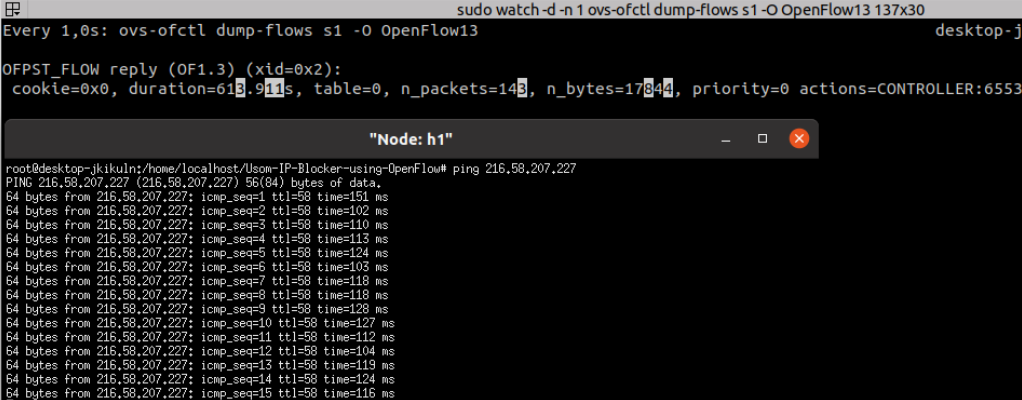 sudo watch -d -n 1 ovs-ofctl dump-flows s1 -O OpenFlow13 137x30
Every 1,0s: ovs-ofctl dump-flows s1 -O OpenFlow13 desktop-j
OFPST_FLOW reply (OF1.3) (xid=0x2):
cookie=0x0, duration=613.911s, table=0, n_packets=143, n_bytes=17844, priority=0 actions=CONTROLLER:6553
"Node: h1"
root@desktop-jkikuln:/home/localhost/Usom-IP-Blocker-using-OpenFlow# ping 216.58.207.227
PING 216.58.207.227 (216.58.207.227) 56(84) bytes of data.
64 bytes from 216.58.207.227: icmp_seq=1 ttl=58 time=151 ms
64 bytes from 216.58.207.227: icmp_seq=2 ttl=58 time=102 ms
64 bytes from 216.58.207.227: icmp_seq=3 ttl=58 time=110 ms
64 bytes from 216.58.207.227: icmp_seq=4 ttl=58 time=113 ms
64 bytes from 216.58.207.227: icmp_seq=5 ttl=58 time=124 ms
64 bytes from 216.58.207.227: icmp_seq=6 ttl=58 time=103 ms
64 bytes from 216.58.207.227: icmp_seq=7 ttl=58 time=118 ms
64 bytes from 216.58.207.227: icmp_seq=8 ttl=58 time=118 ms
64 bytes from 216.58.207.227: icmp_seq=9 ttl=58 time=128 ms
64 bytes from 216.58.207.227: icmp_seq=10 ttl=58 time=127 ms
64 bytes from 216.58.207.227: icmp_seq=11 ttl=58 time=112 ms
64 bytes from 216.58.207.227: icmp_seq=12 ttl=58 time=104 ms
64 bytes from 216.58.207.227: icmp_seq=13 ttl=58 time=119 ms
64 bytes from 216.58.207.227: icmp_seq=14 ttl=58 time=124 ms
64 bytes from 216.58.207.227: icmp_seq=15 ttl=58 time=116 ms